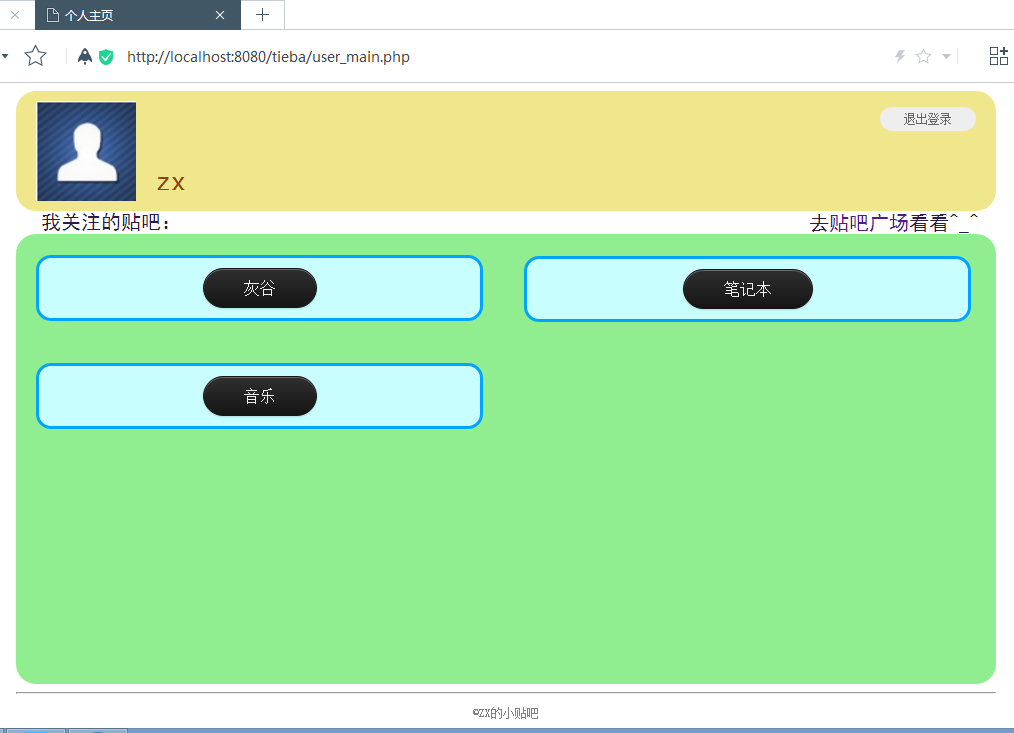 个人主页
http://localhost:8080/tieba/user_main.php
退出登录
zx
我关注的贴吧：
去贴吧广场看看^_^
灰谷
笔记本
音乐
©ZX的小贴吧